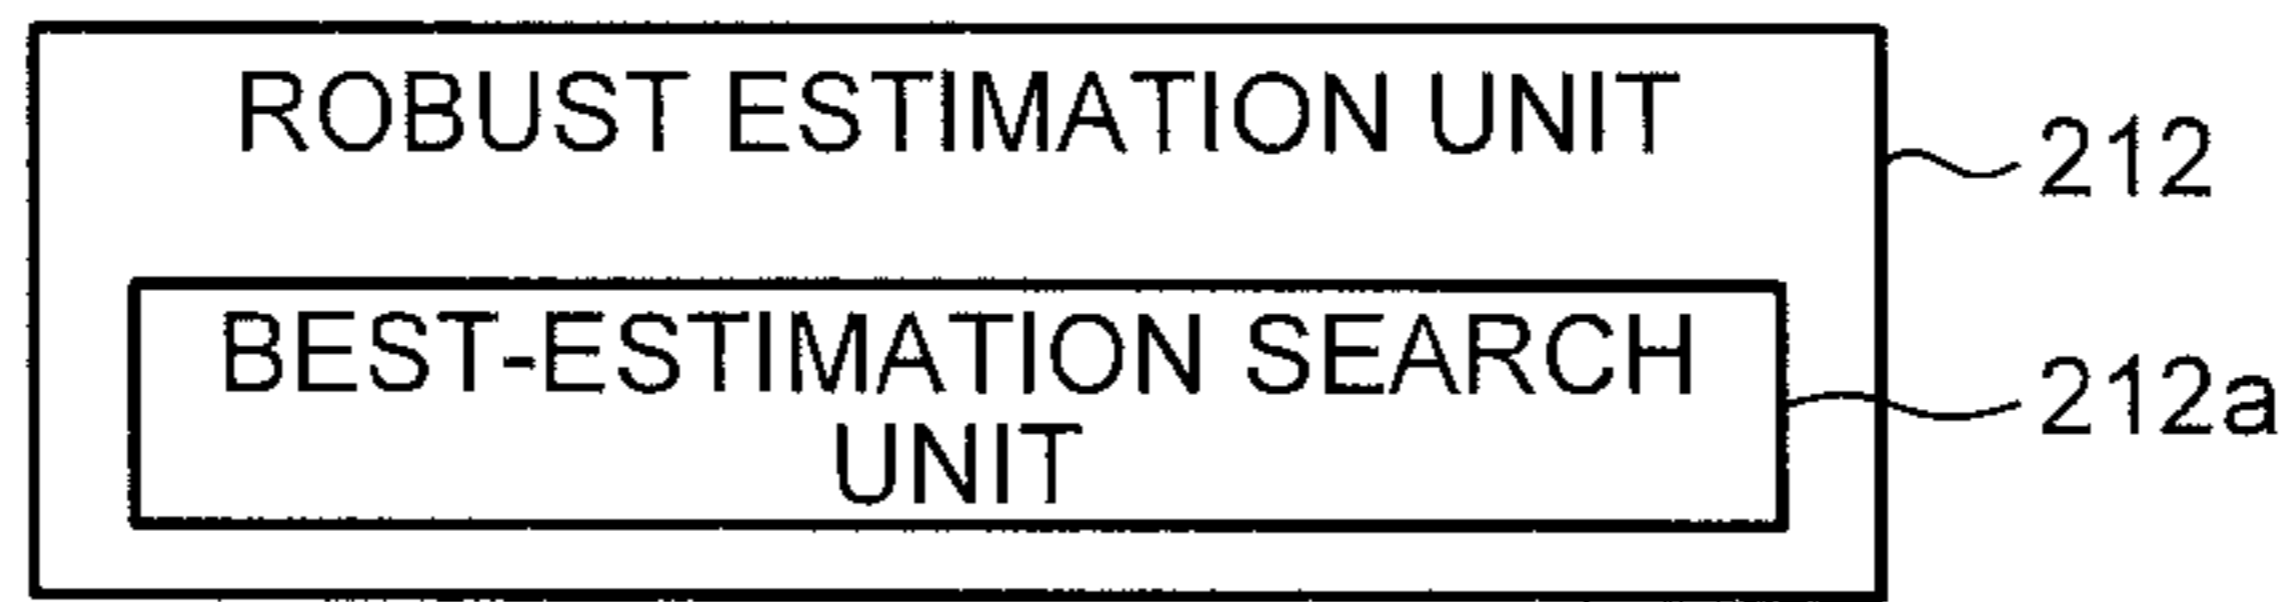 ROBUST ESTIMATION UNIT
212
BEST-ESTIMATION SEARCH
UNIT
212a